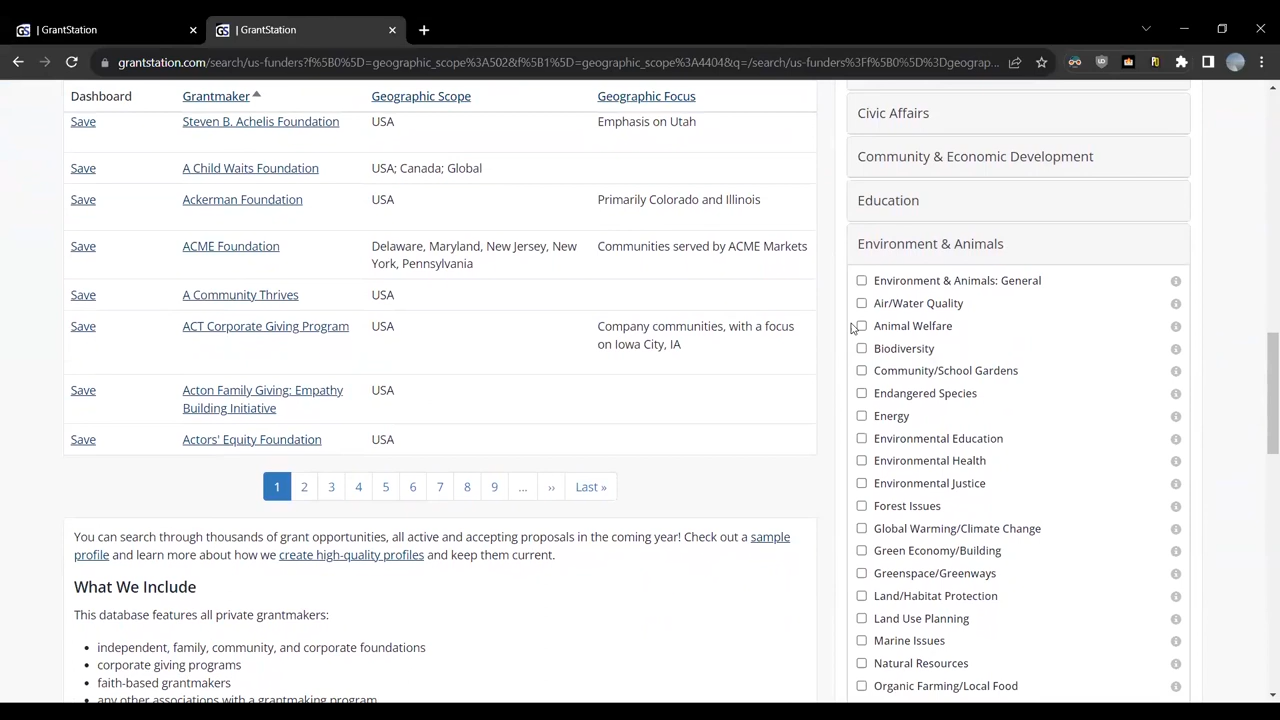 | GrantStation
| GrantStation
grantstation.com/search/us-funders?f%5B0%5D=geographic_scope%3A502&f%5B1%5D=geographic_scope%3A4404&q=/search/us-funders%3Ff%5B0%5D%3Dgeograp...
Dashboard Grantmaker Geographic Scope Geographic Focus
Save Steven B. Achelis Foundation USA Emphasis on Utah
Save A Child Waits Foundation USA; Canada; Global
Save Ackerman Foundation USA Primarily Colorado and Illinois
Save ACME Foundation Delaware, Maryland, New Jersey, New Communities served by ACME Markets
York, Pennsylvania
Save A Community Thrives USA
Save ACT Corporate Giving Program USA Company communities, with a focus
on Iowa City, IA
Save Acton Family Giving: Empathy USA
Building Initiative
Save Actors' Equity Foundation USA
1 2 3 4 5 6 7 8 9 ... ›› Last »
You can search through thousands of grant opportunities, all active and accepting proposals in the coming year! Check out a sample
profile and learn more about how we create high-quality profiles and keep them current.
What We Include
This database features all private grantmakers:
• independent, family, community, and corporate foundations
• corporate giving programs
• faith-based grantmakers
• any other associations with a grantmaking program
Civic Affairs
Community & Economic Development
Education
Environment & Animals
Environment & Animals: General
Air/Water Quality
Animal Welfare
Biodiversity
Community/School Gardens
Endangered Species
Energy
Environmental Education
Environmental Health
Environmental Justice
Forest Issues
Global Warming/Climate Change
Green Economy/Building
Greenspace/Greenways
Land/Habitat Protection
Land Use Planning
Marine Issues
Natural Resources
Organic Farming/Local Food